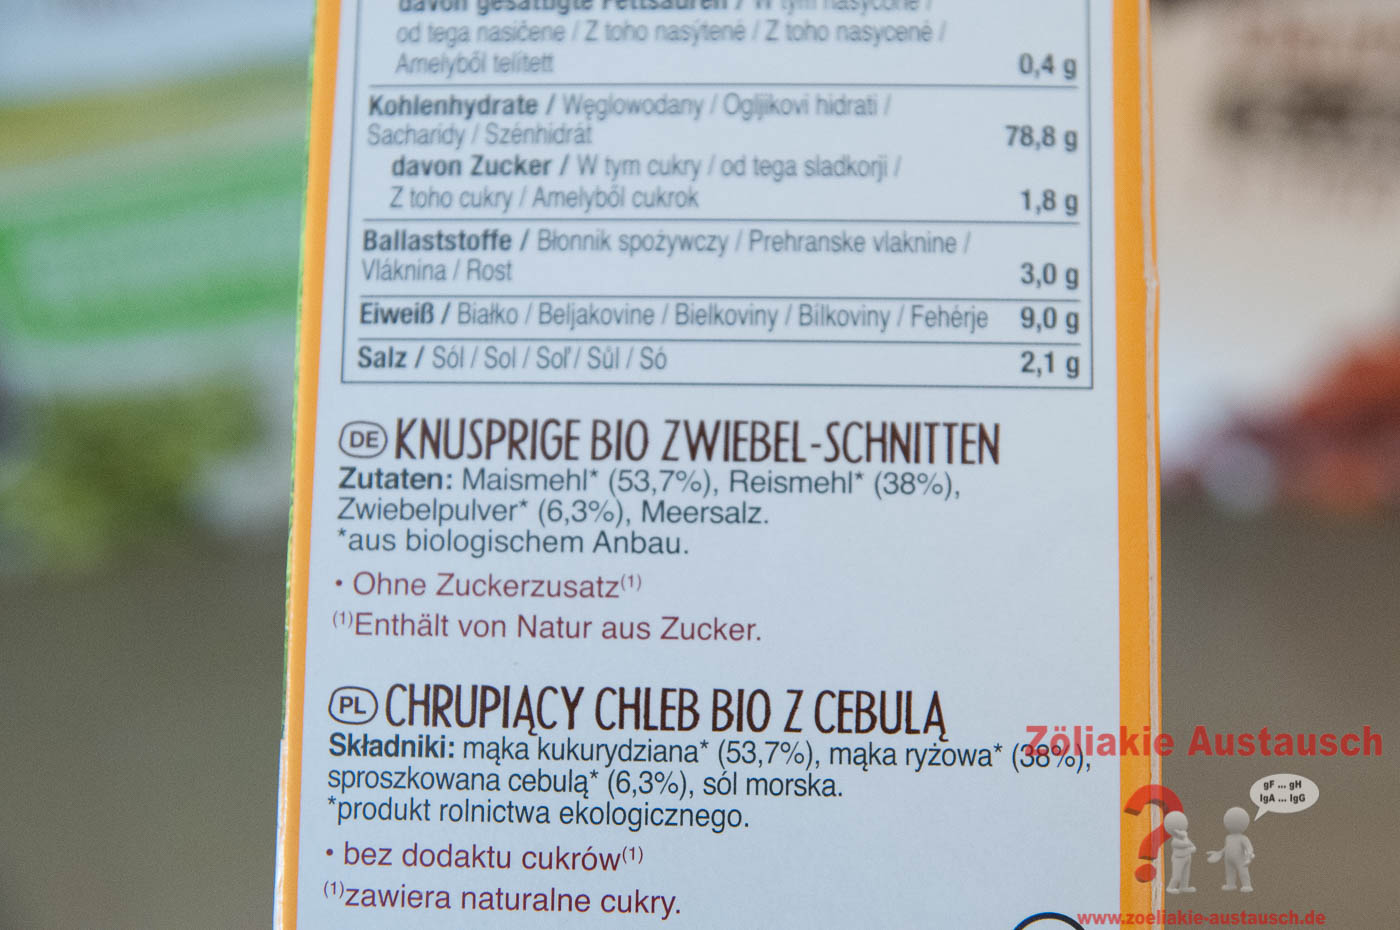 davon gesättigte Fettsäuren / W tym nasycone /
od tega nasičene / Z toho nasýtené / Z toho nasycené /
Amelyből telített
0,4 g
Kohlenhydrate / Węglowodany / Ogljikovi hidrati /
Sacharidy / Szénhidrát
78,8 g
davon Zucker / W tym cukry / od tega sladkorji /
Z toho cukry / Amelyből cukrok
1,8 g
Ballaststoffe / Błonnik spożywczy / Prehranske vlaknine /
Vláknina / Rost
3,0 g
Eiweiß / Białko / Beljakovine / Bielkoviny / Bílkoviny / Fehérje 9,0 g
Salz / Sól / Sol / Soľ / Sůl / Só 2,1 g
DE KNUSPRIGE BIO ZWIEBEL-SCHNITTEN
Zutaten: Maismehl* (53,7%), Reismehl* (38%),
Zwiebelpulver* (6,3%), Meersalz.
*aus biologischem Anbau.
• Ohne Zuckerzusatz(1)
(1)Enthält von Natur aus Zucker.
PL CHRUPIĄCY CHLEB BIO Z CEBULĄ
Składniki: mąka kukurydziana* (53,7%), mąka ryżowa* (38%),
sproszkowana cebulą* (6,3%), sól morska.
*produkt rolnictwa ekologicznego.
• bez dodaktu cukrów(1)
(1)zawiera naturalne cukry.
Zöliakie Austausch
gF ... gH
IgA ... IgG
www.zoeliakie-austausch.de